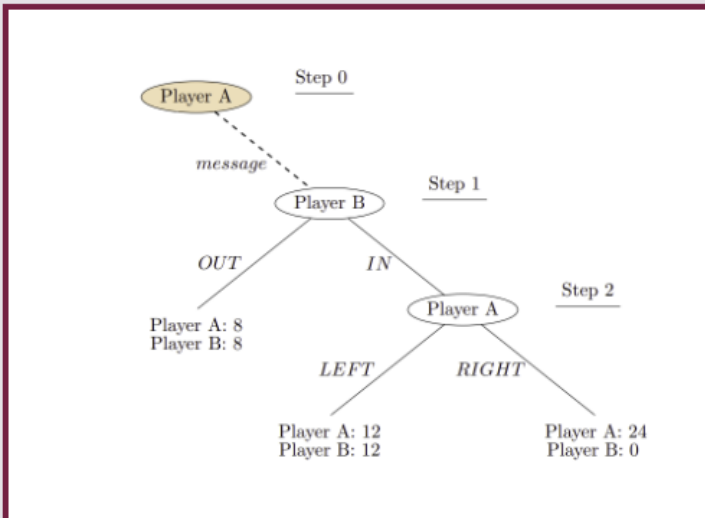 Step 0
Player A
message
Step 1
Player B
OUT
IN
Step 2
Player A
Player A: 8
Player B: 8
LEFT
RIGHT
Player A: 12
Player B: 12
Player A: 24
Player B: 0